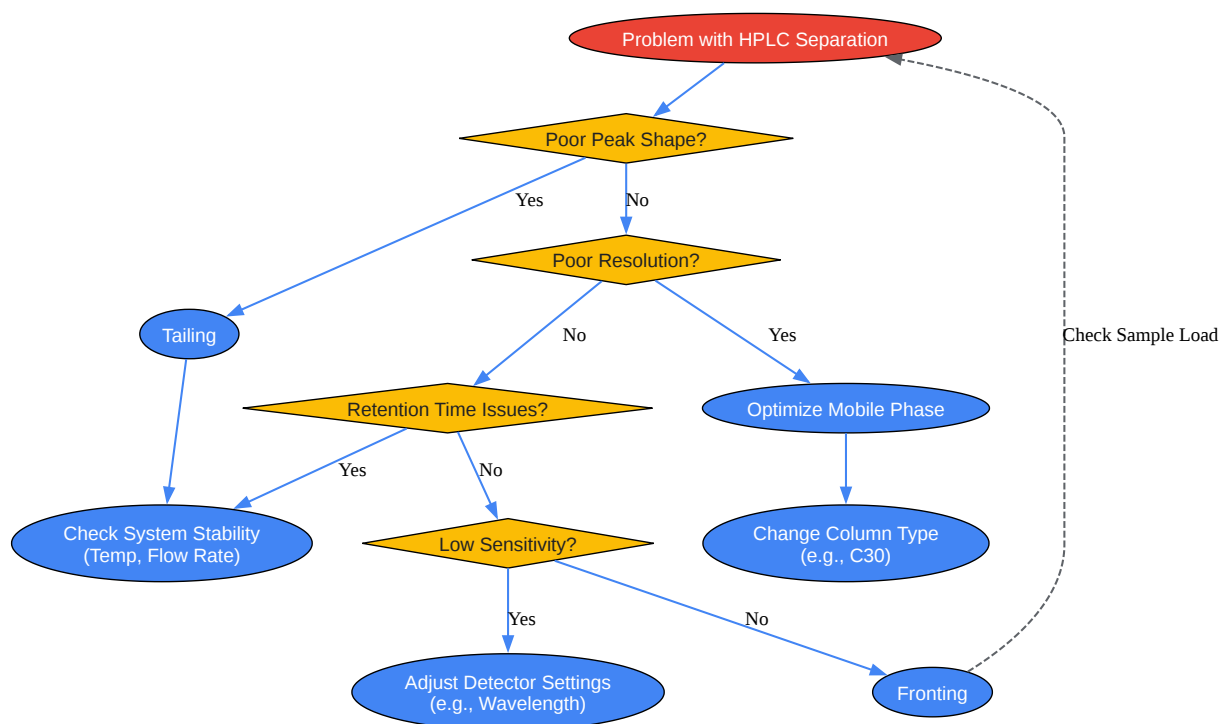 Problem with HPLC Separation
Poor Peak Shape?
Yes
No
Poor Resolution?
Tailing
No
Yes
Check Sample Load
Retention Time Issues?
Optimize Mobile Phase
Yes
No
Check System Stability
(Temp, Flow Rate)
Low Sensitivity?
Change Column Type
(e.g., C30)
Yes
No
Adjust Detector Settings
(e.g., Wavelength)
Fronting